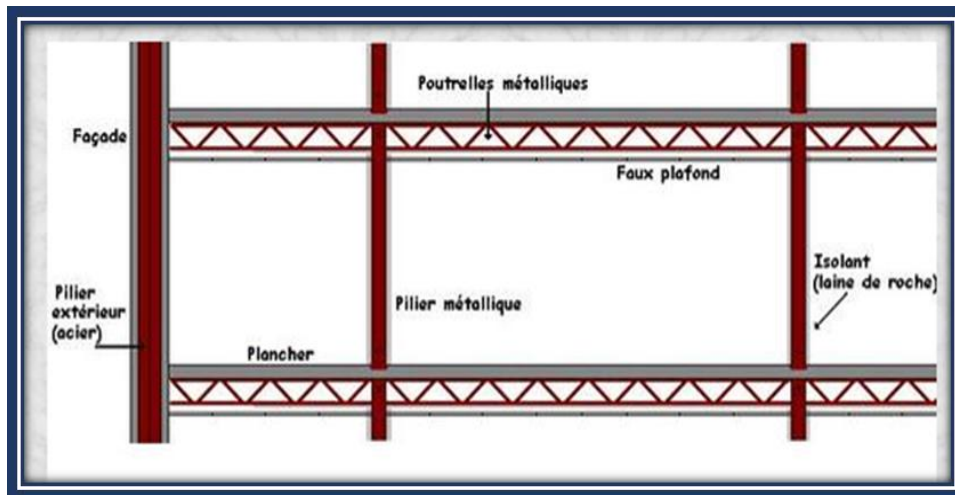 Poutrelles métalliques
Façade
Faux plafond
Isolant
(laine de roche)
Pilier
extérieur
(acier)
Pilier métallique
Plancher